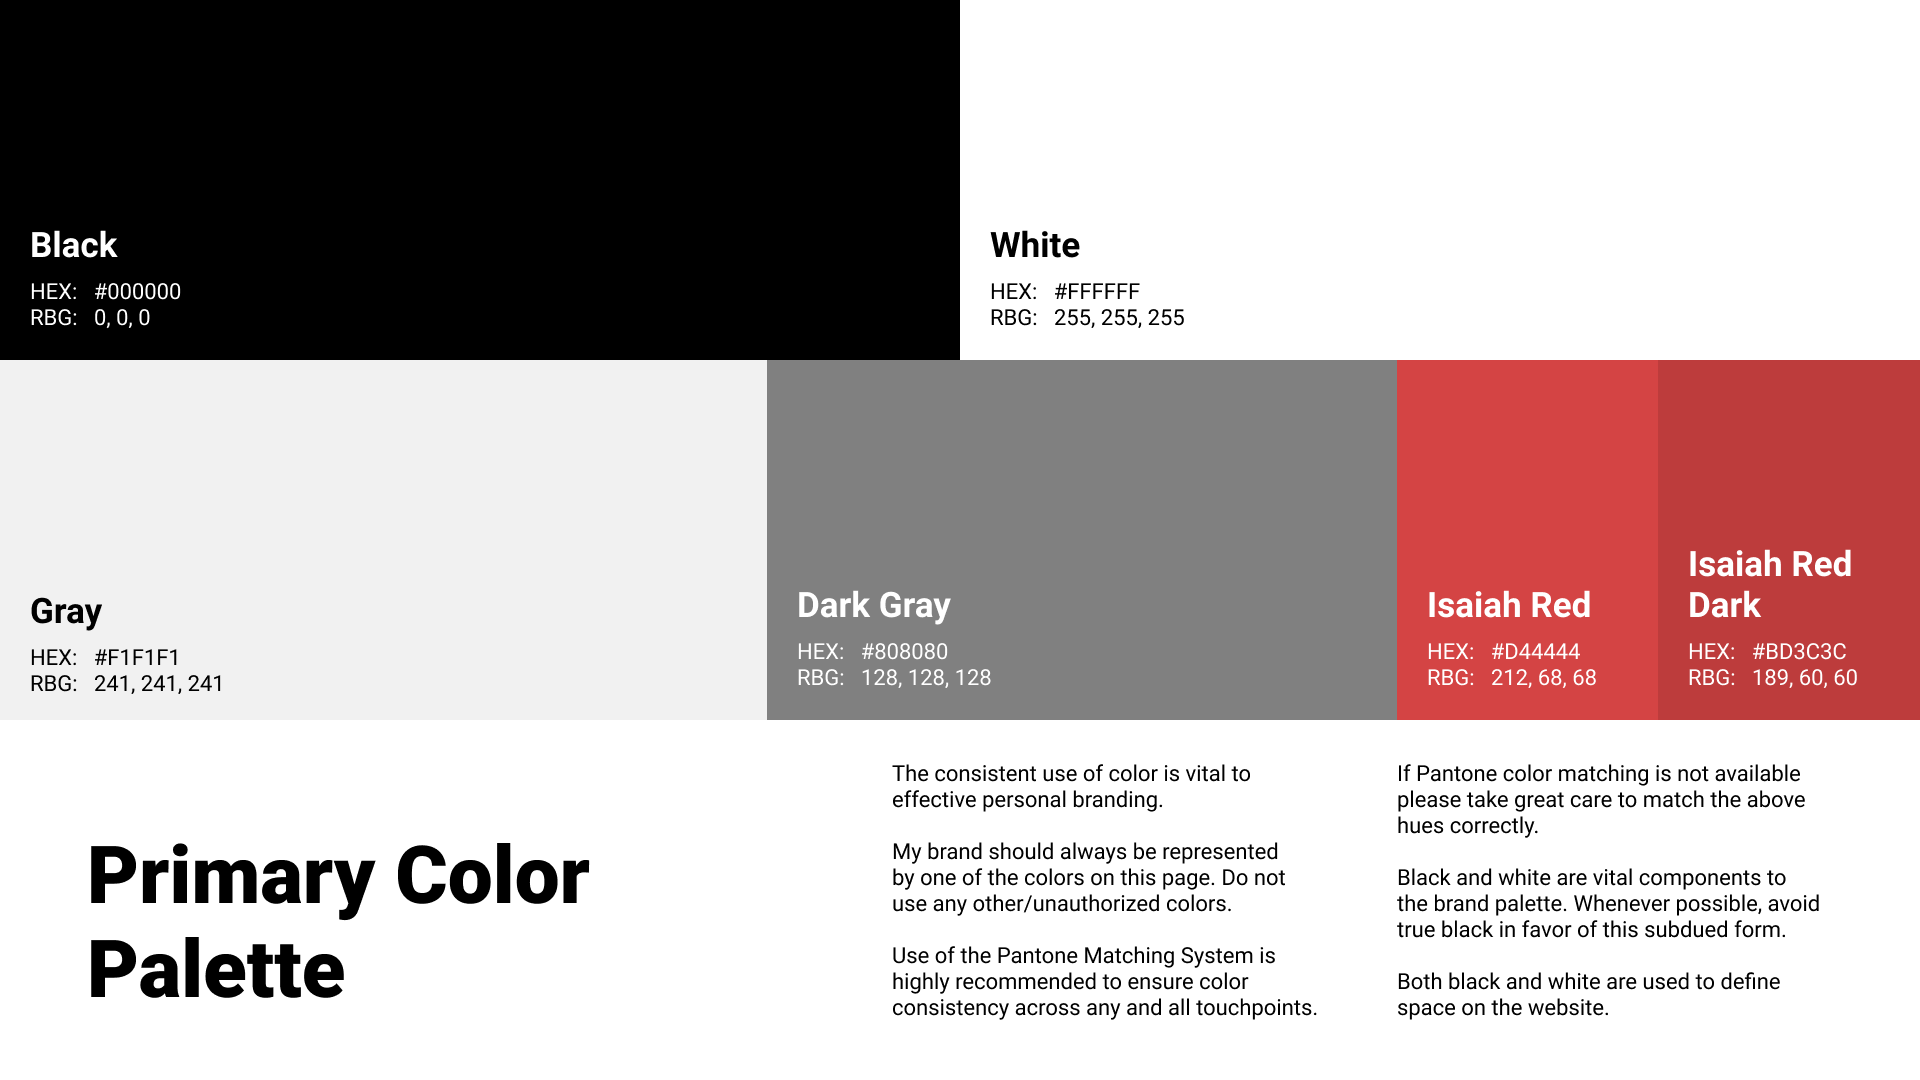 Black
HEX: #000000
RBG: 0, 0, 0
White
HEX: #FFFFFF
RBG: 255, 255, 255
Gray
HEX: #F1F1F1
RBG: 241, 241, 241
Dark Gray
HEX: #808080
RBG: 128, 128, 128
Isaiah Red
HEX: #D44444
RBG: 212, 68, 68
Isaiah Red
Dark
HEX: #BD3C3C
RBG: 189, 60, 60
Primary Color
Palette
The consistent use of color is vital to
effective personal branding.
My brand should always be represented
by one of the colors on this page. Do not
use any other/unauthorized colors.
Use of the Pantone Matching System is
highly recommended to ensure color
consistency across any and all touchpoints.
If Pantone color matching is not available
please take great care to match the above
hues correctly.
Black and white are vital components to
the brand palette. Whenever possible, avoid
true black in favor of this subdued form.
Both black and white are used to define
space on the website.